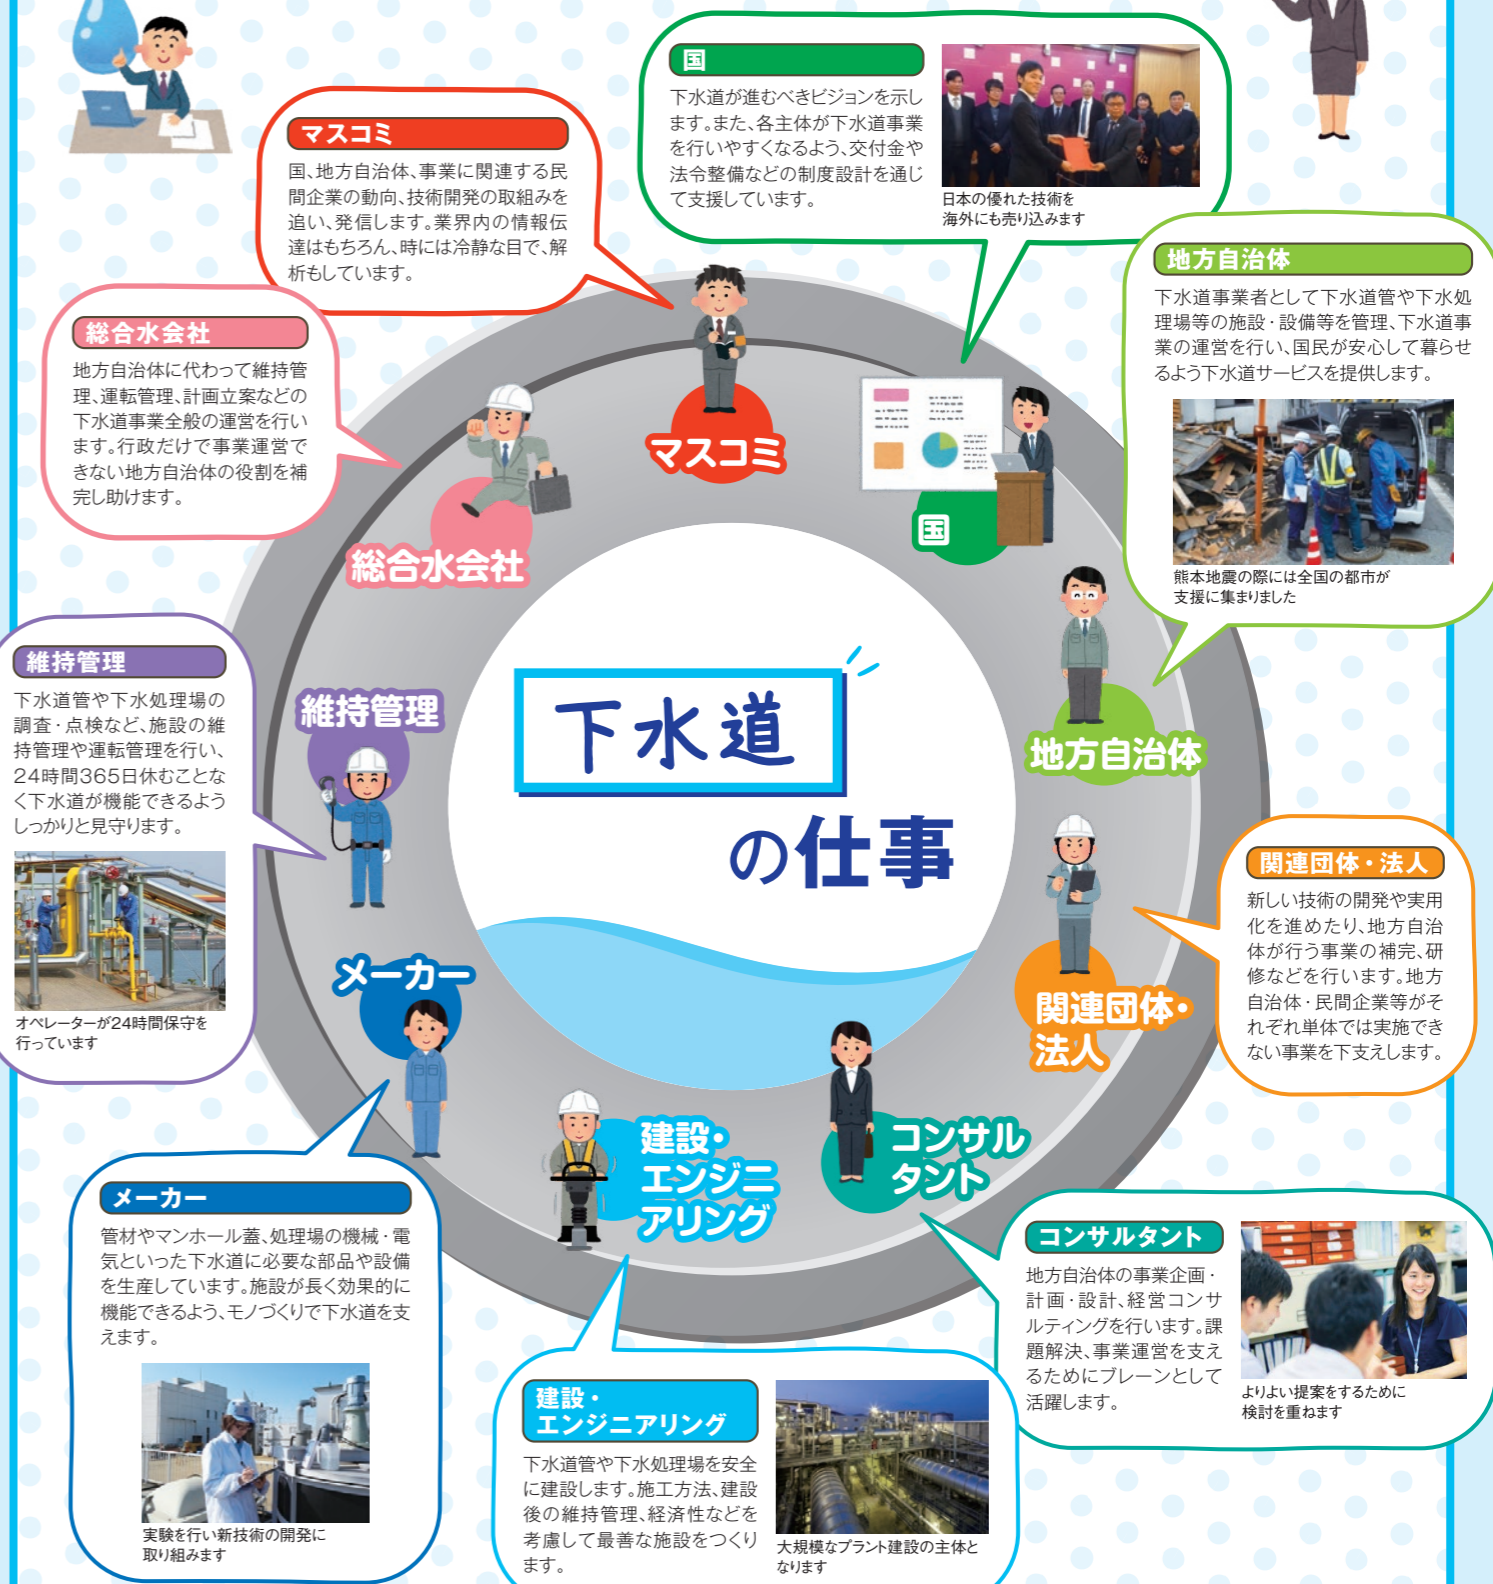 国
下水道が進むべきビジョンを示し
ます。また、各主体が下水道事業
を行いやすくなるよう、交付金や
法令整備などの制度設計を通じ
て支援しています。
日本の優れた技術を
海外にも売り込みます
マスコミ
国、地方自治体、事業に関連する民
間企業の動向、技術開発の取組みを
追い、発信します。業界内の情報伝
達はもちろん、時には冷静な目で、解
析もしています。
地方自治体
下水道事業者として下水道管や下水処
理場等の施設・設備等を管理、下水道事
業の運営を行い、国民が安心して暮らせ
るよう下水道サービスを提供します。
熊本地震の際には全国の都市が
支援に集まりました
総合水会社
地方自治体に代わって維持管
理、運転管理、計画立案などの
下水道事業全般の運営を行い
ます。行政だけで事業運営で
きない地方自治体の役割を補
完し助けます。
マスコミ
国
総合水会社
地方自治体
維持管理
下水道
の仕事
維持管理
下水道管や下水処理場の
調査・点検など、施設の維
持管理や運転管理を行い、
24時間365日休むことな
く下水道が機能できるよう
しっかりと見守ります。
オペレーターが24時間保守を
行っています
関連団体・法人
新しい技術の開発や実用
化を進めたり、地方自治
体が行う事業の補完、研
修などを行います。地方
自治体・民間企業等がそ
れぞれ単体では実施でき
ない事業を下支えします。
メーカー
関連団体・
法人
建設・
エンジニ
アリング
コンサル
タント
メーカー
管材やマンホール蓋、処理場の機械・電
気といった下水道に必要な部品や設備
を生産しています。施設が長く効果的に
機能できるよう、モノづくりで下水道を支
えます。
実験を行い新技術の開発に
取り組みます
建設・
エンジニアリング
下水道管や下水処理場を安全
に建設します。施工方法、建設
後の維持管理、経済性などを
考慮して最善な施設をつくり
ます。
大規模なプラント建設の主体と
なります
コンサルタント
地方自治体の事業企画・
計画・設計、経営コンサ
ルティングを行います。課
題解決、事業運営を支え
るためにブレーンとして
活躍します。
よりよい提案をするために
検討を重ねます